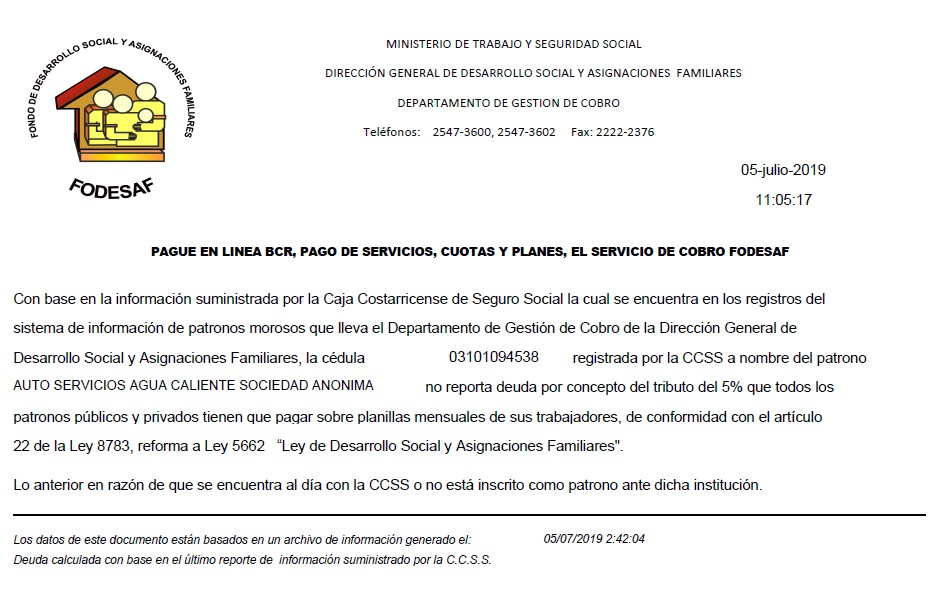 FONDO DE DESARROLLO SOCIAL Y ASIGNACIONES FAMILIARES
FODESAF
MINISTERIO DE TRABAJO Y SEGURIDAD SOCIAL
DIRECCIÓN GENERAL DE DESARROLLO SOCIAL Y ASIGNACIONES FAMILIARES
DEPARTAMENTO DE GESTION DE COBRO
Teléfonos: 2547-3600, 2547-3602 Fax: 2222-2376
05-julio-2019
11:05:17
PAGUE EN LINEA BCR, PAGO DE SERVICIOS, CUOTAS Y PLANES, EL SERVICIO DE COBRO FODESAF
Con base en la información suministrada por la Caja Costarricense de Seguro Social la cual se encuentra en los registros del
sistema de información de patronos morosos que lleva el Departamento de Gestión de Cobro de la Dirección General de
Desarrollo Social y Asignaciones Familiares, la cédula 03101094538 registrada por la CCSS a nombre del patrono
AUTO SERVICIOS AGUA CALIENTE SOCIEDAD ANONIMA no reporta deuda por concepto del tributo del 5% que todos los
patronos públicos y privados tienen que pagar sobre planillas mensuales de sus trabajadores, de conformidad con el artículo
22 de la Ley 8783, reforma a Ley 5662 “Ley de Desarrollo Social y Asignaciones Familiares".
Lo anterior en razón de que se encuentra al día con la CCSS o no está inscrito como patrono ante dicha institución.
Los datos de este documento están basados en un archivo de información generado el: 05/07/2019 2:42:04
Deuda calculada con base en el último reporte de información suministrado por la C.C.S.S.